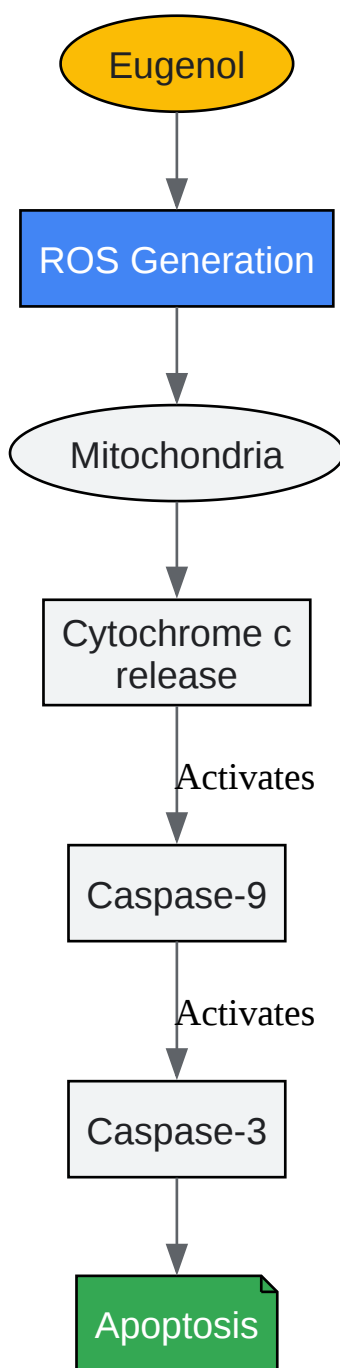 Eugenol
ROS Generation
Mitochondria
Cytochrome c
release
Activates
Caspase-9
Activates
Caspase-3
Apoptosis